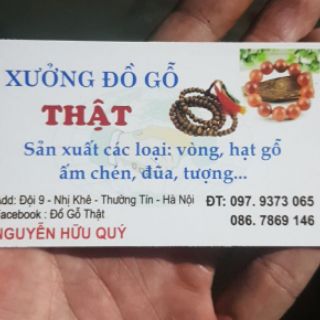 XƯỞNG ĐỒ GỖ
THẬT
Sản xuất các loại: vòng, hạt gỗ
ấm chén, đũa, tượng...
Add: Đội 9 - Nhị Khê - Thường Tín - Hà Nội ĐT: 097. 9373 065
Facebook : Đồ Gỗ Thật 086. 7869 146
NGUYỄN HỮU QUÝ